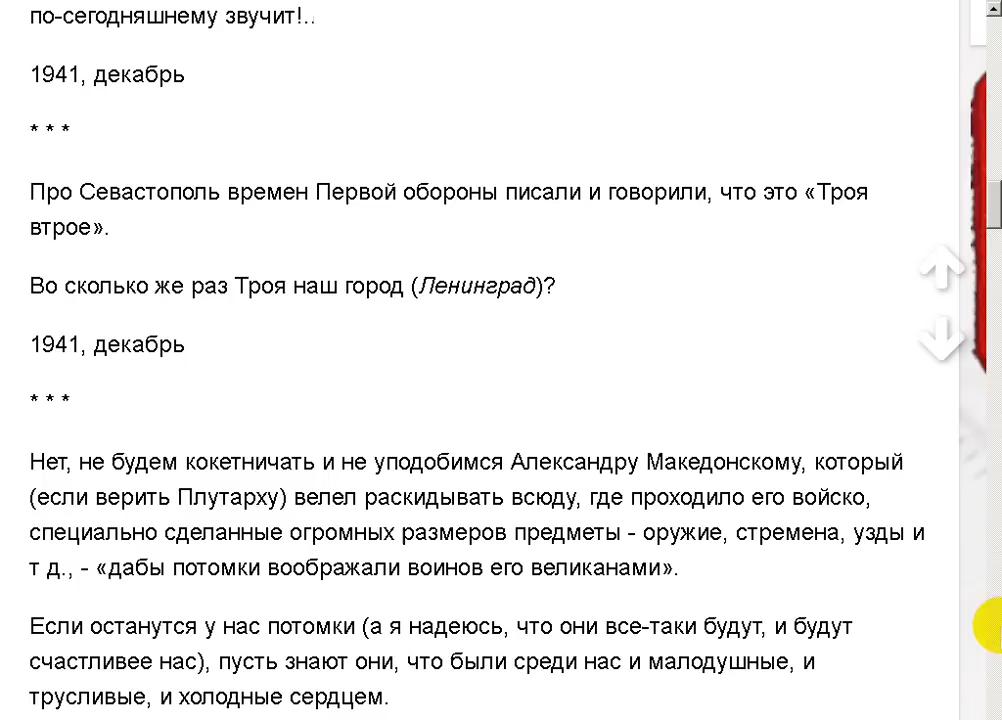 по-сегодняшнему звучит!..
1941, декабрь
* * *
Про Севастополь времен Первой обороны писали и говорили, что это «Троя
втрое».
Во сколько же раз Троя наш город (Ленинград)?
1941, декабрь
* * *
Нет, не будем кокетничать и не уподобимся Александру Македонскому, который
(если верить Плутарху) велел раскидывать всюду, где проходило его войско,
специально сделанные огромных размеров предметы - оружие, стремена, узды и
т д., - «дабы потомки воображали воинов его великанами».
Если останутся у нас потомки (а я надеюсь, что они все-таки будут, и будут
счастливее нас), пусть знают они, что были среди нас и малодушные, и
трусливые, и холодные сердцем.